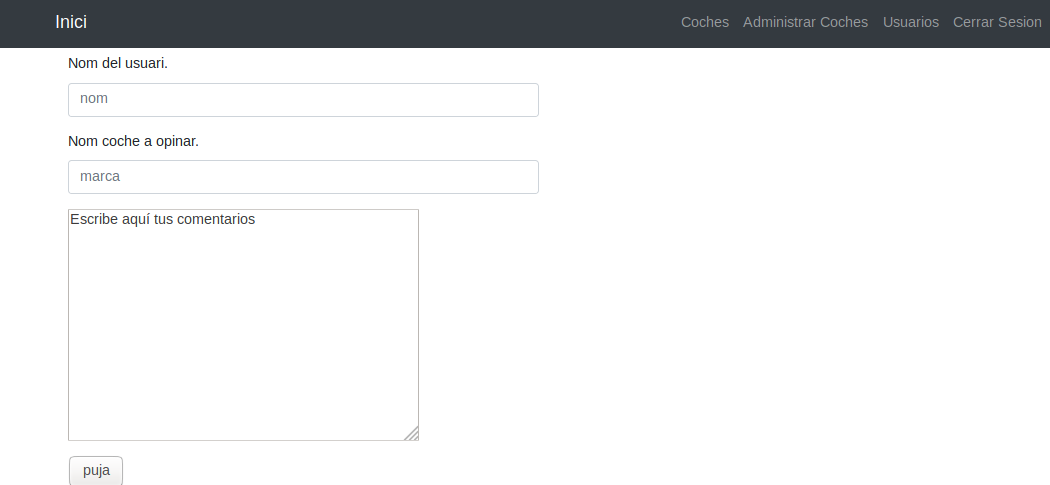 Inici Coches Administrar Coches Usuarios Cerrar Sesion
Nom del usuari.
nom
Nom coche a opinar.
marca
Escribe aquí tus comentarios
puja